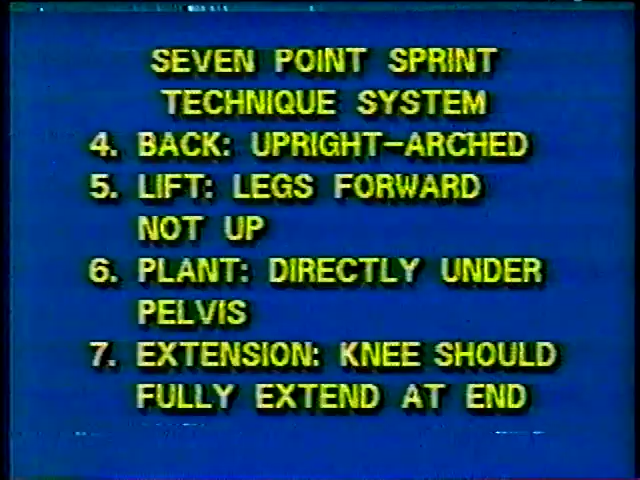 SEVEN POINT SPRINT
TECHNIQUE SYSTEM
4. BACK: UPRIGHT-ARCHED
5. LIFT: LEGS FORWARD
NOT UP
6. PLANT: DIRECTLY UNDER
PELVIS
7. EXTENSION: KNEE SHOULD
FULLY EXTEND AT END